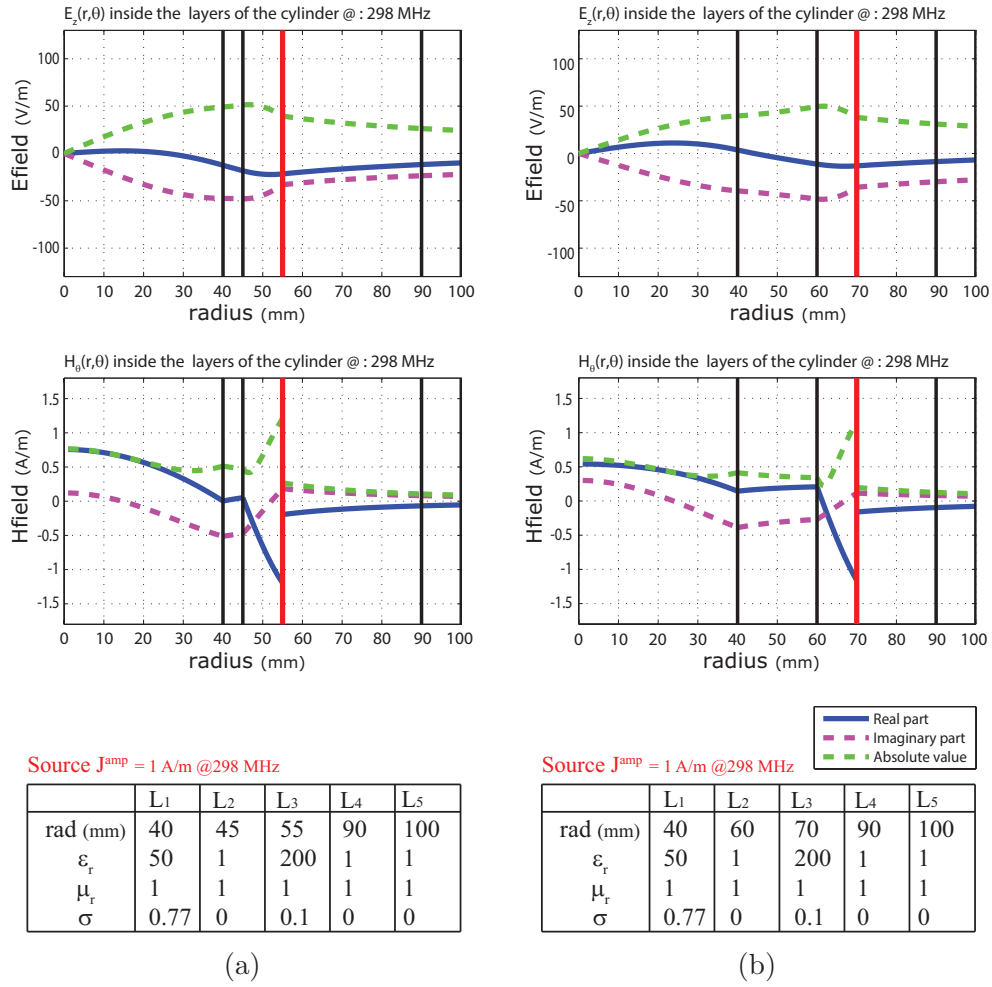 E_z(r,θ) inside the layers of the cylinder @ : 298 MHz
Efield (V/m)
100
50
0
-50
-100
0 10 20 30 40 50 60 70 80 90 100
radius (mm)
H_θ(r,θ) inside the layers of the cylinder @ : 298 MHz
Hfield (A/m)
1.5
1
0.5
0
-0.5
-1
-1.5
0 10 20 30 40 50 60 70 80 90 100
radius (mm)
Source J^amp = 1 A/m @298 MHz
L1 L2 L3 L4 L5
rad (mm) 40 45 55 90 100
ε_r 50 1 200 1 1
μ_r 1 1 1 1 1
σ 0.77 0 0.1 0 0
(a)
E_z(r,θ) inside the layers of the cylinder @ : 298 MHz
Efield (V/m)
100
50
0
-50
-100
0 10 20 30 40 50 60 70 80 90 100
radius (mm)
H_θ(r,θ) inside the layers of the cylinder @ : 298 MHz
Hfield (A/m)
1.5
1
0.5
0
-0.5
-1
-1.5
0 10 20 30 40 50 60 70 80 90 100
radius (mm)
Real part
Imaginary part
Absolute value
Source J^amp = 1 A/m @298 MHz
L1 L2 L3 L4 L5
rad (mm) 40 60 70 90 100
ε_r 50 1 200 1 1
μ_r 1 1 1 1 1
σ 0.77 0 0.1 0 0
(b)